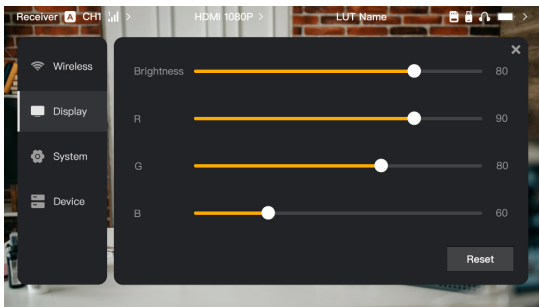 Receiver A CH1 > HDMI 1080P > LUT Name >
Wireless
Display
System
Device
Brightness 80
R 90
G 80
B 60
Reset